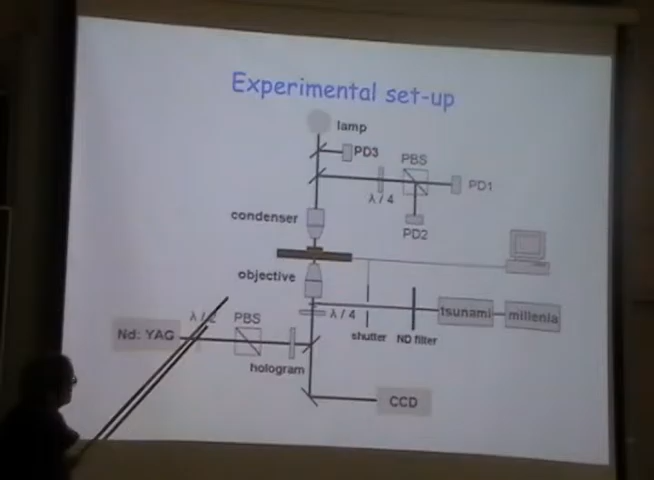 Experimental set-up
lamp
PD3
PBS
PD1
λ / 4
PD2
condenser
objective
λ / 4
tsunami
millenia
shutter
ND filter
λ / 2
PBS
Nd: YAG
hologram
CCD